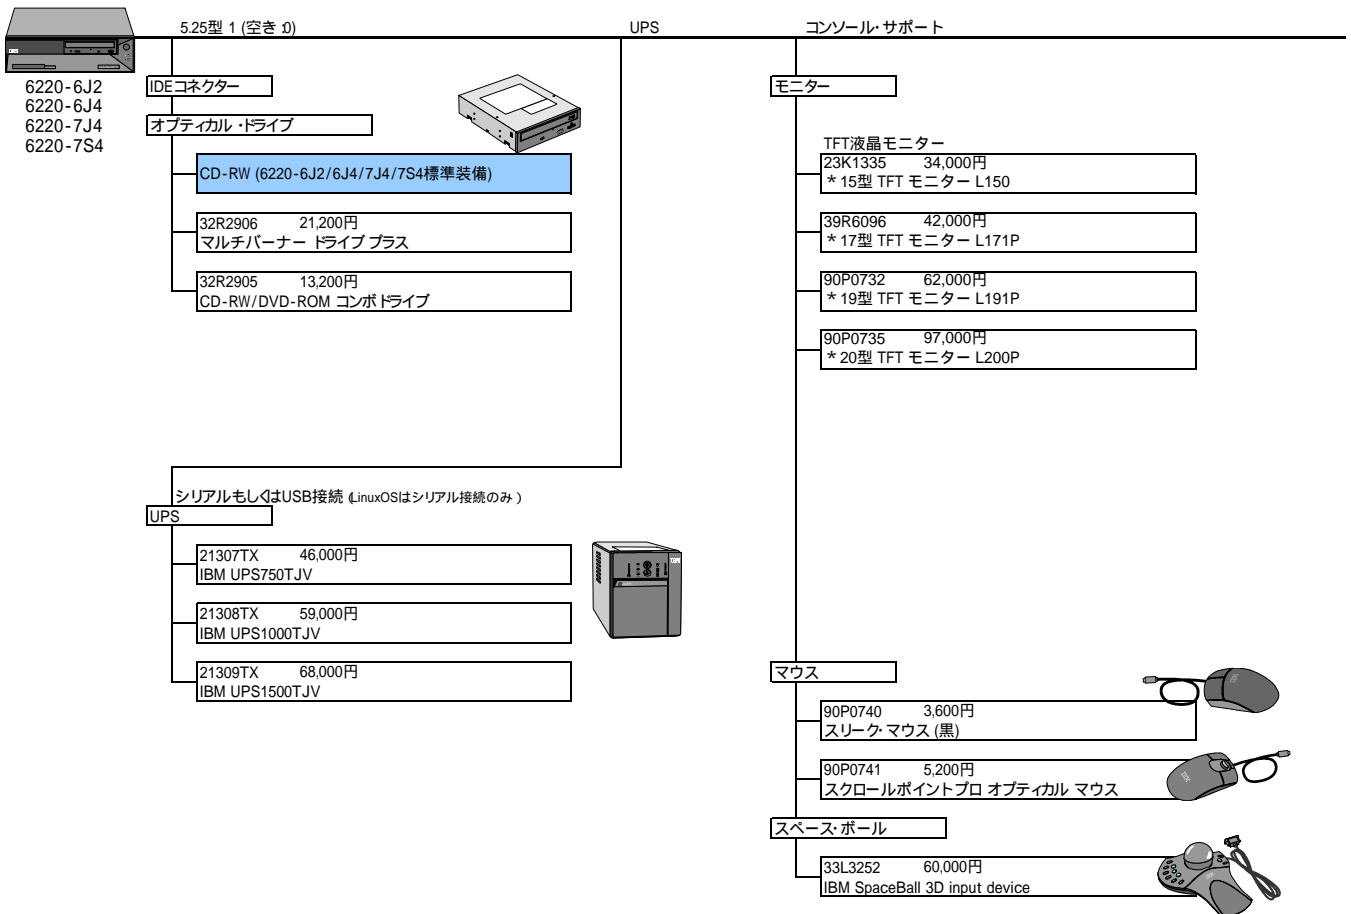 5.25型 1 (空き :0)
UPS
コンソール・サポート
6220-6J2
6220-6J4
6220-7J4
6220-7S4
IDEコネクター
オプティカル・ドライブ
CD-RW (6220-6J2/6J4/7J4/7S4標準装備)
32R2906 21,200円
マルチバーナー ドライブ プラス
32R2905 13,200円
CD-RW/DVD-ROM コンボドライブ
シリアルもしくはUSB接続 (LinuxOSはシリアル接続のみ)
UPS
21307TX 46,000円
IBM UPS750TJV
21308TX 59,000円
IBM UPS1000TJV
21309TX 68,000円
IBM UPS1500TJV
モニター
TFT液晶モニター
23K1335 34,000円
*15型 TFT モニター L150
39R6096 42,000円
*17型 TFT モニター L171P
90P0732 62,000円
*19型 TFT モニター L191P
90P0735 97,000円
*20型 TFT モニター L200P
マウス
90P0740 3,600円
スリーク・マウス (黒)
90P0741 5,200円
スクロールポイントプロ オプティカル マウス
スペース・ボール
33L3252 60,000円
IBM SpaceBall 3D input device